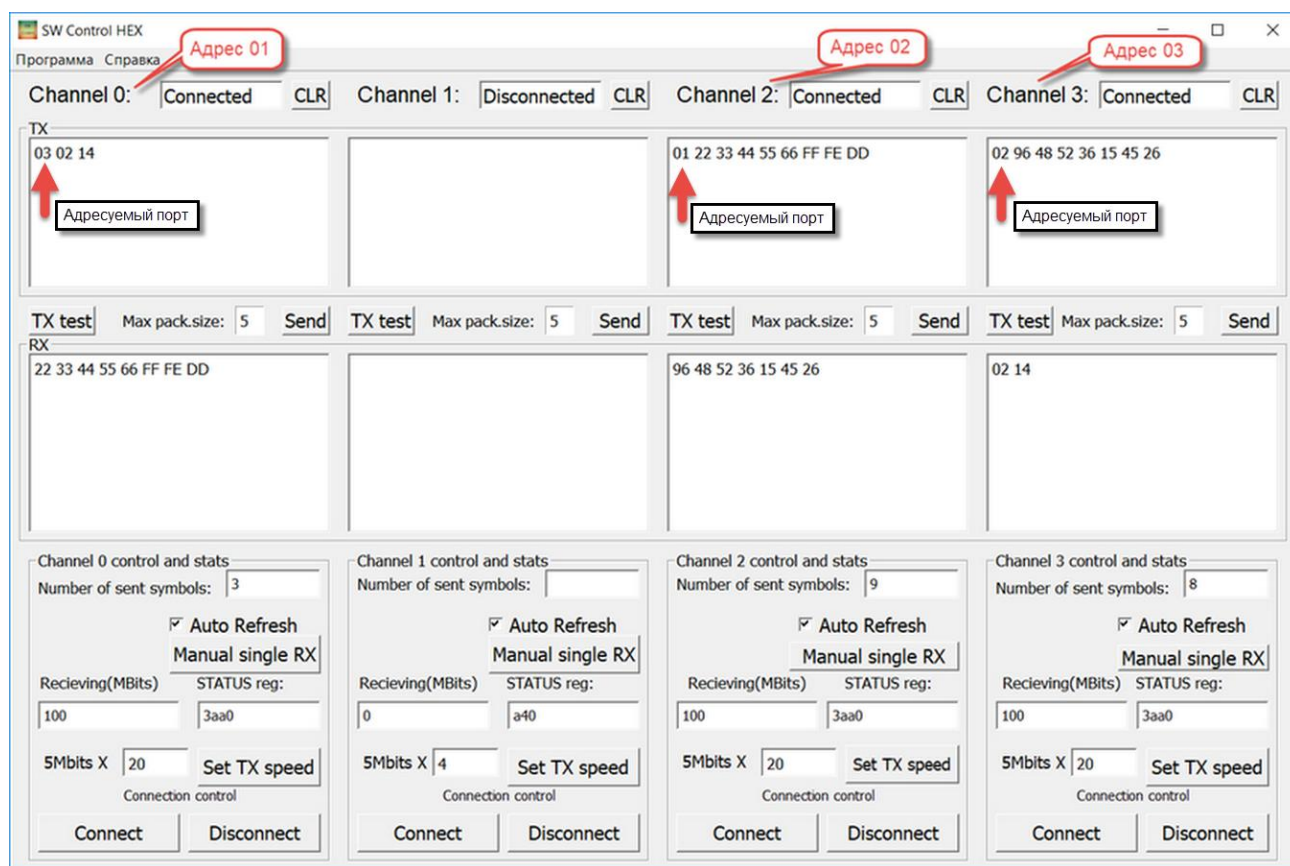 SW Control HEX
Программа Справка
Адрес 01
Адрес 02
Адрес 03
Channel 0: Connected CLR
Channel 1: Disconnected CLR
Channel 2: Connected CLR
Channel 3: Connected CLR
TX
03 02 14
Адресуемый порт
01 22 33 44 55 66 FF FE DD
Адресуемый порт
02 96 48 52 36 15 45 26
Адресуемый порт
TX test Max pack.size: 5 Send
TX test Max pack.size: 5 Send
TX test Max pack.size: 5 Send
TX test Max pack.size: 5 Send
RX
22 33 44 55 66 FF FE DD
96 48 52 36 15 45 26
02 14
Channel 0 control and stats
Number of sent symbols: 3
Auto Refresh
Manual single RX
Recieving(MBits) STATUS reg:
100 3aa0
5Mbits X 20 Set TX speed
Connection control
Connect Disconnect
Channel 1 control and stats
Number of sent symbols:
Auto Refresh
Manual single RX
Recieving(MBits) STATUS reg:
0 a40
5Mbits X 4 Set TX speed
Connection control
Connect Disconnect
Channel 2 control and stats
Number of sent symbols: 9
Auto Refresh
Manual single RX
Recieving(MBits) STATUS reg:
100 3aa0
5Mbits X 20 Set TX speed
Connection control
Connect Disconnect
Channel 3 control and stats
Number of sent symbols: 8
Auto Refresh
Manual single RX
Recieving(MBits) STATUS reg:
100 3aa0
5Mbits X 20 Set TX speed
Connection control
Connect Disconnect